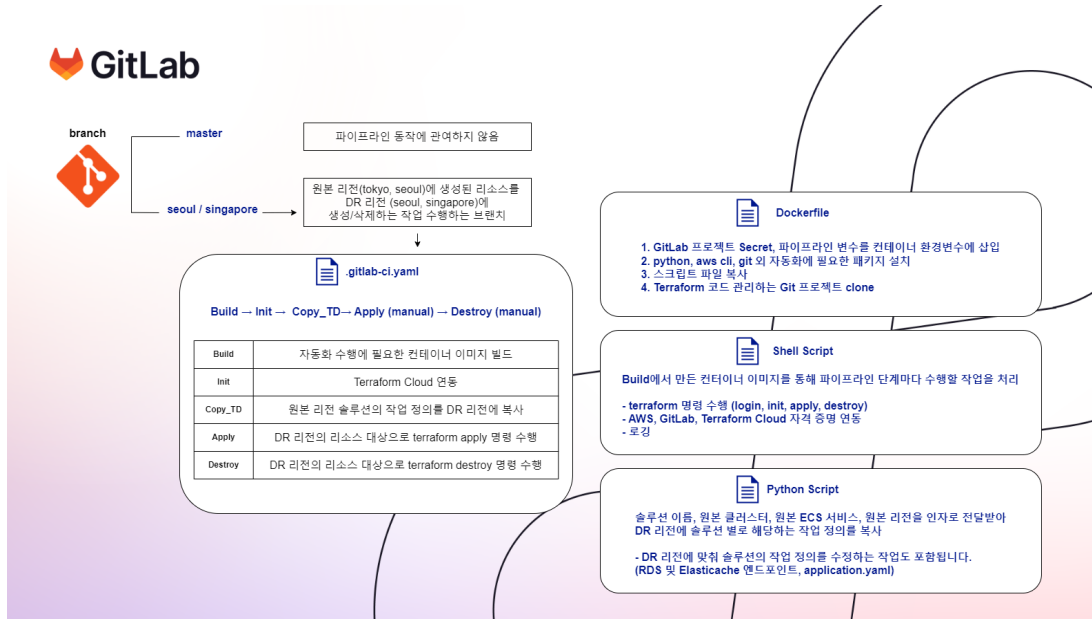 GitLab
branch
master
파이프라인 동작에 관여하지 않음
seoul / singapore
원본 리전(tokyo, seoul)에 생성된 리소스를
DR 리전 (seoul, singapore)에
생성/삭제하는 작업 수행하는 브랜치
.gitlab-ci.yaml
Build → Init → Copy_TD→ Apply (manual) → Destroy (manual)
Build 자동화 수행에 필요한 컨테이너 이미지 빌드
Init Terraform Cloud 연동
Copy_TD 원본 리전 솔루션의 작업 정의를 DR 리전에 복사
Apply DR 리전의 리소스 대상으로 terraform apply 명령 수행
Destroy DR 리전의 리소스 대상으로 terraform destroy 명령 수행
Dockerfile
1. GitLab 프로젝트 Secret, 파이프라인 변수를 컨테이너 환경변수에 삽입
2. python, aws cli, git 외 자동화에 필요한 패키지 설치
3. 스크립트 파일 복사
4. Terraform 코드 관리하는 Git 프로젝트 clone
Shell Script
Build에서 만든 컨터이너 이미지를 통해 파이프라인 단계마다 수행할 작업을 처리
- terraform 명령 수행 (login, init, apply, destroy)
- AWS, GitLab, Terraform Cloud 자격 증명 연동
- 로깅
Python Script
솔루션 이름, 원본 클러스터, 원본 ECS 서비스, 원본 리전을 인자로 전달받아
DR 리전에 솔루션 별로 해당하는 작업 정의를 복사
- DR 리전에 맞춰 솔루션의 작업 정의를 수정하는 작업도 포함됩니다.
(RDS 및 Elasticache 엔드포인트, application.yaml)